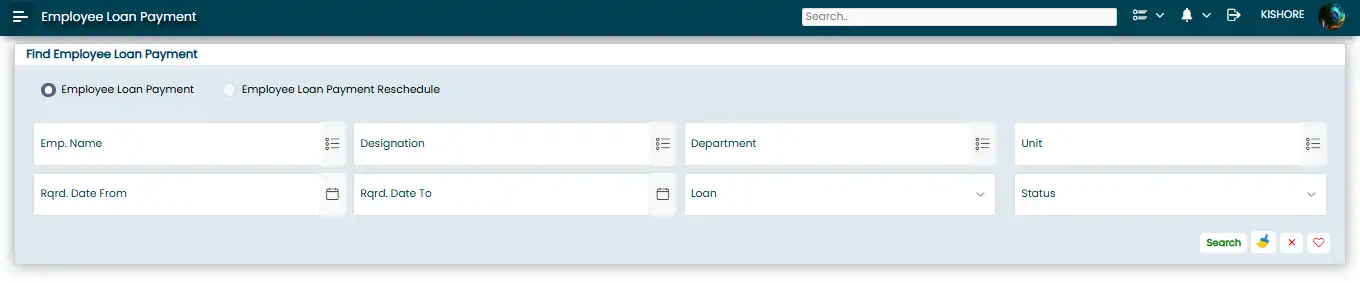 Employee Loan Payment
Search..
KISHORE
Find Employee Loan Payment
Employee Loan Payment
Employee Loan Payment Reschedule
Emp. Name
Designation
Department
Unit
Rqrd. Date From
Rqrd. Date To
Loan
Status
Search